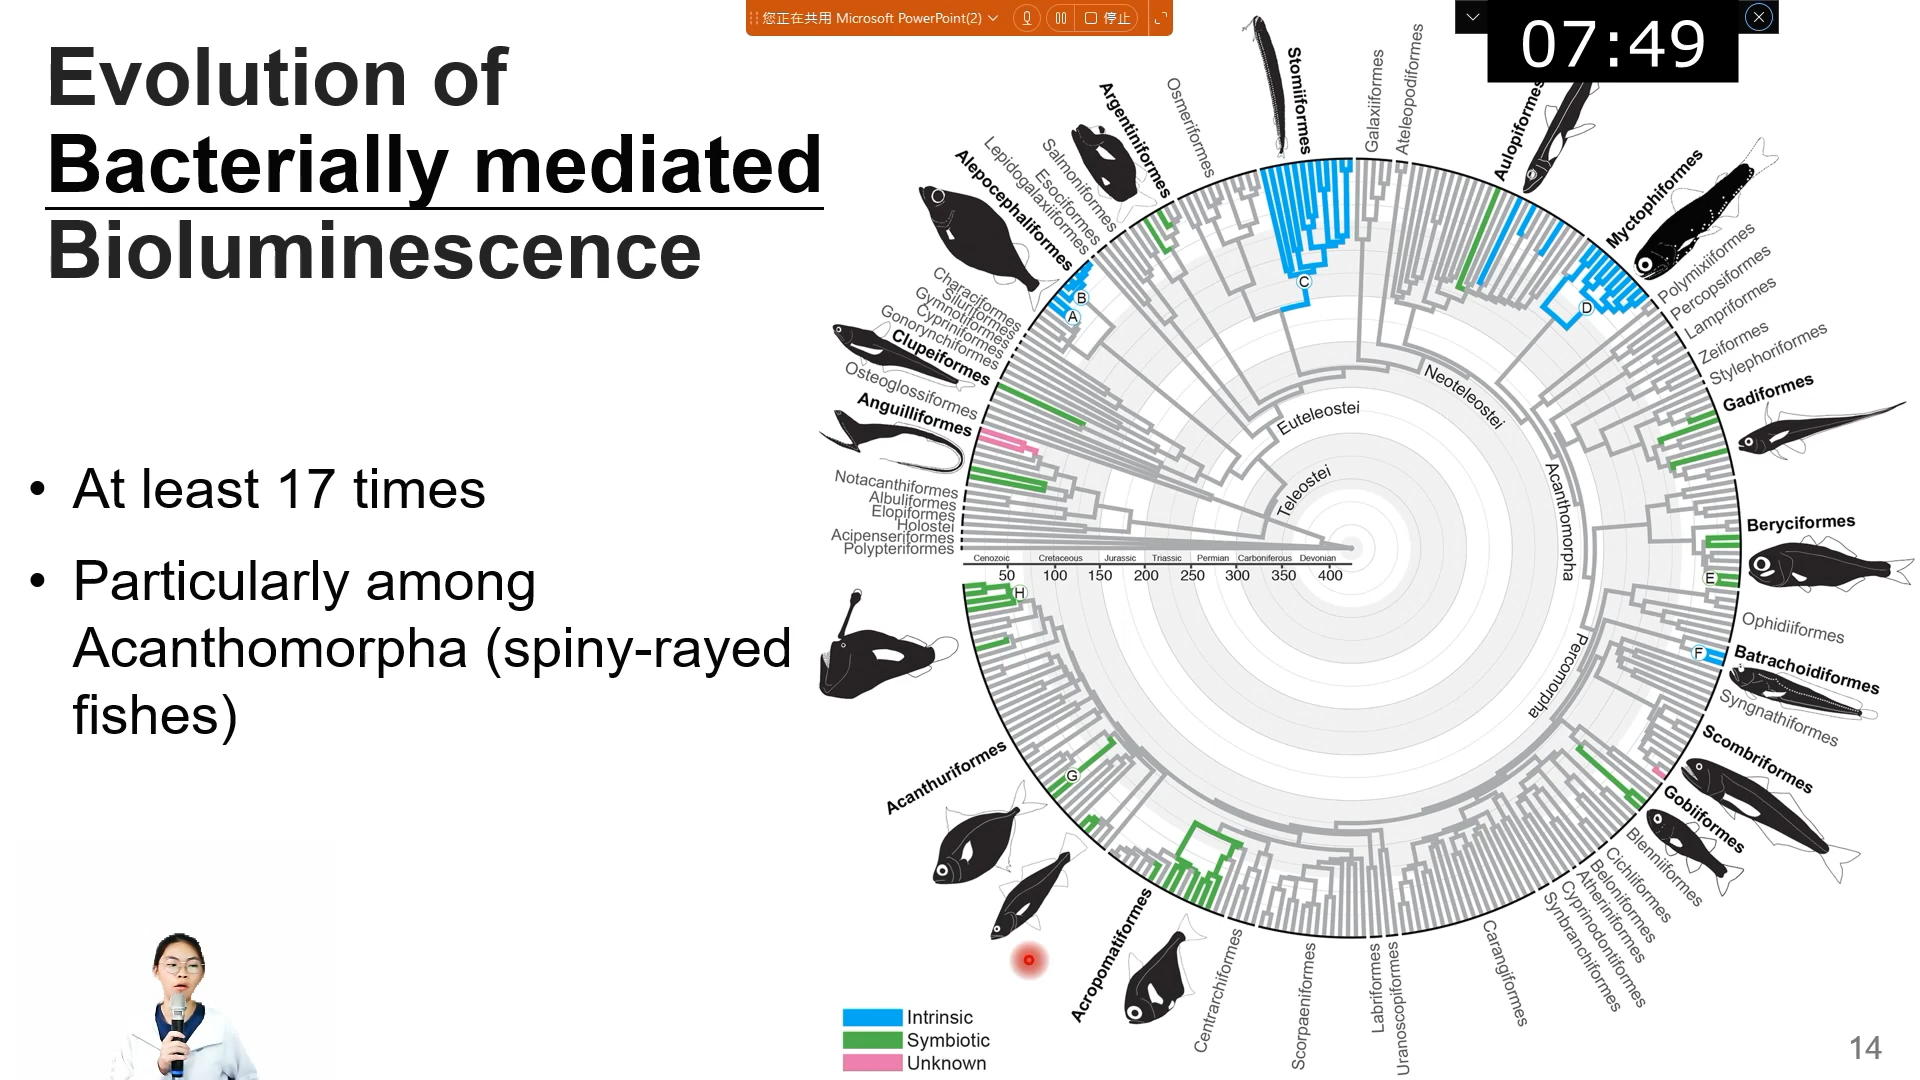 您正在共用 Microsoft PowerPoint(2)
停止
07:49
Evolution of
Bacterially mediated
Bioluminescence
• At least 17 times
• Particularly among
Acanthomorpha (spiny-rayed
fishes)
Stomiiformes
Galaxiiformes
Ateleopodiformes
Aulopiformes
Myctophiformes
Polymixiiformes
Percopsiformes
Lampriformes
Zeiformes
Stylephoriformes
Gadiformes
Beryciformes
Ophidiiformes
Batrachoidiformes
Syngnathiformes
Scombriformes
Gobiiformes
Blenniiformes
Cichliformes
Beloniformes
Atheriniformes
Cyprinodontiformes
Synbranchiformes
Carangiformes
Uranoscopiformes
Labriformes
Scorpaeniformes
Centrarchiformes
Acropomatiformes
Acanthuriformes
Polypteriformes
Acipenseriformes
Holostei
Elopiformes
Albuliformes
Notacanthiformes
Anguilliformes
Osteoglossiformes
Clupeiformes
Gonorynchiformes
Cypriniformes
Gymnotiformes
Siluriformes
Characiformes
Alepocephaliformes
Lepidogalaxiiformes
Esociformes
Salmoniformes
Argentiniformes
Osmeriformes
A
B
C
D
E
F
G
H
Teleostei
Euteleostei
Neoteleostei
Acanthomorpha
Percomorpha
Cenozoic Cretaceous Jurassic Triassic Permian Carboniferous Devonian
50 100 150 200 250 300 350 400
Intrinsic
Symbiotic
Unknown
14